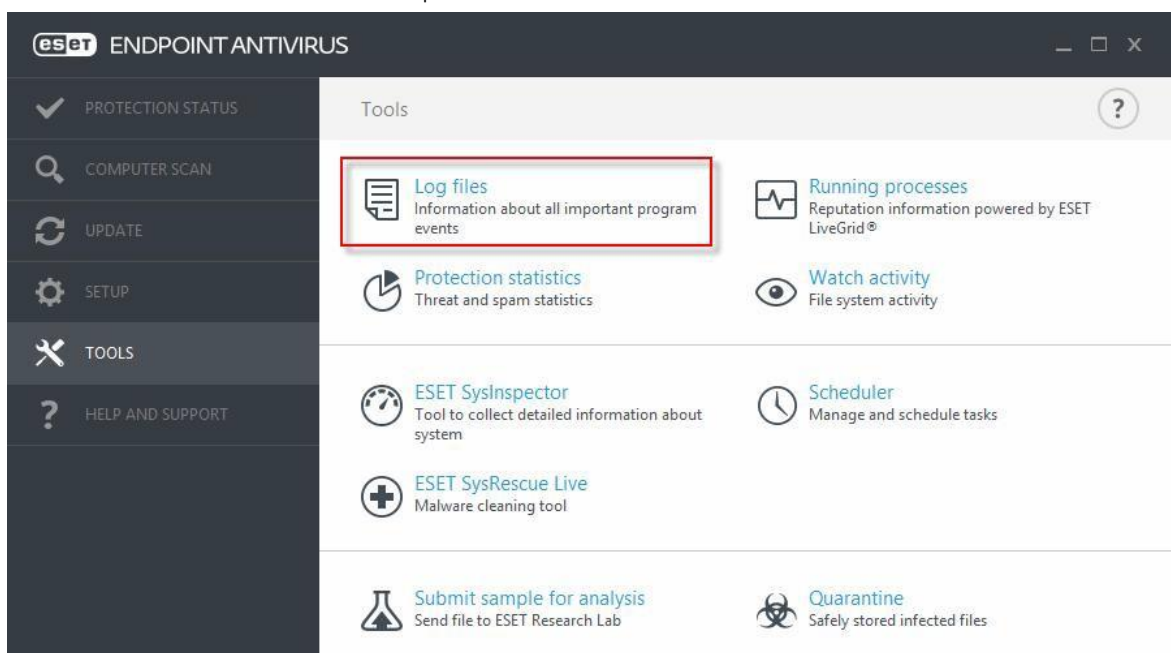 eset ENDPOINT ANTIVIRUS
PROTECTION STATUS
COMPUTER SCAN
UPDATE
SETUP
TOOLS
HELP AND SUPPORT
Tools
?
Log files
Information about all important program
events
Running processes
Reputation information powered by ESET
LiveGrid®
Protection statistics
Threat and spam statistics
Watch activity
File system activity
ESET SysInspector
Tool to collect detailed information about
system
Scheduler
Manage and schedule tasks
ESET SysRescue Live
Malware cleaning tool
Submit sample for analysis
Send file to ESET Research Lab
Quarantine
Safely stored infected files